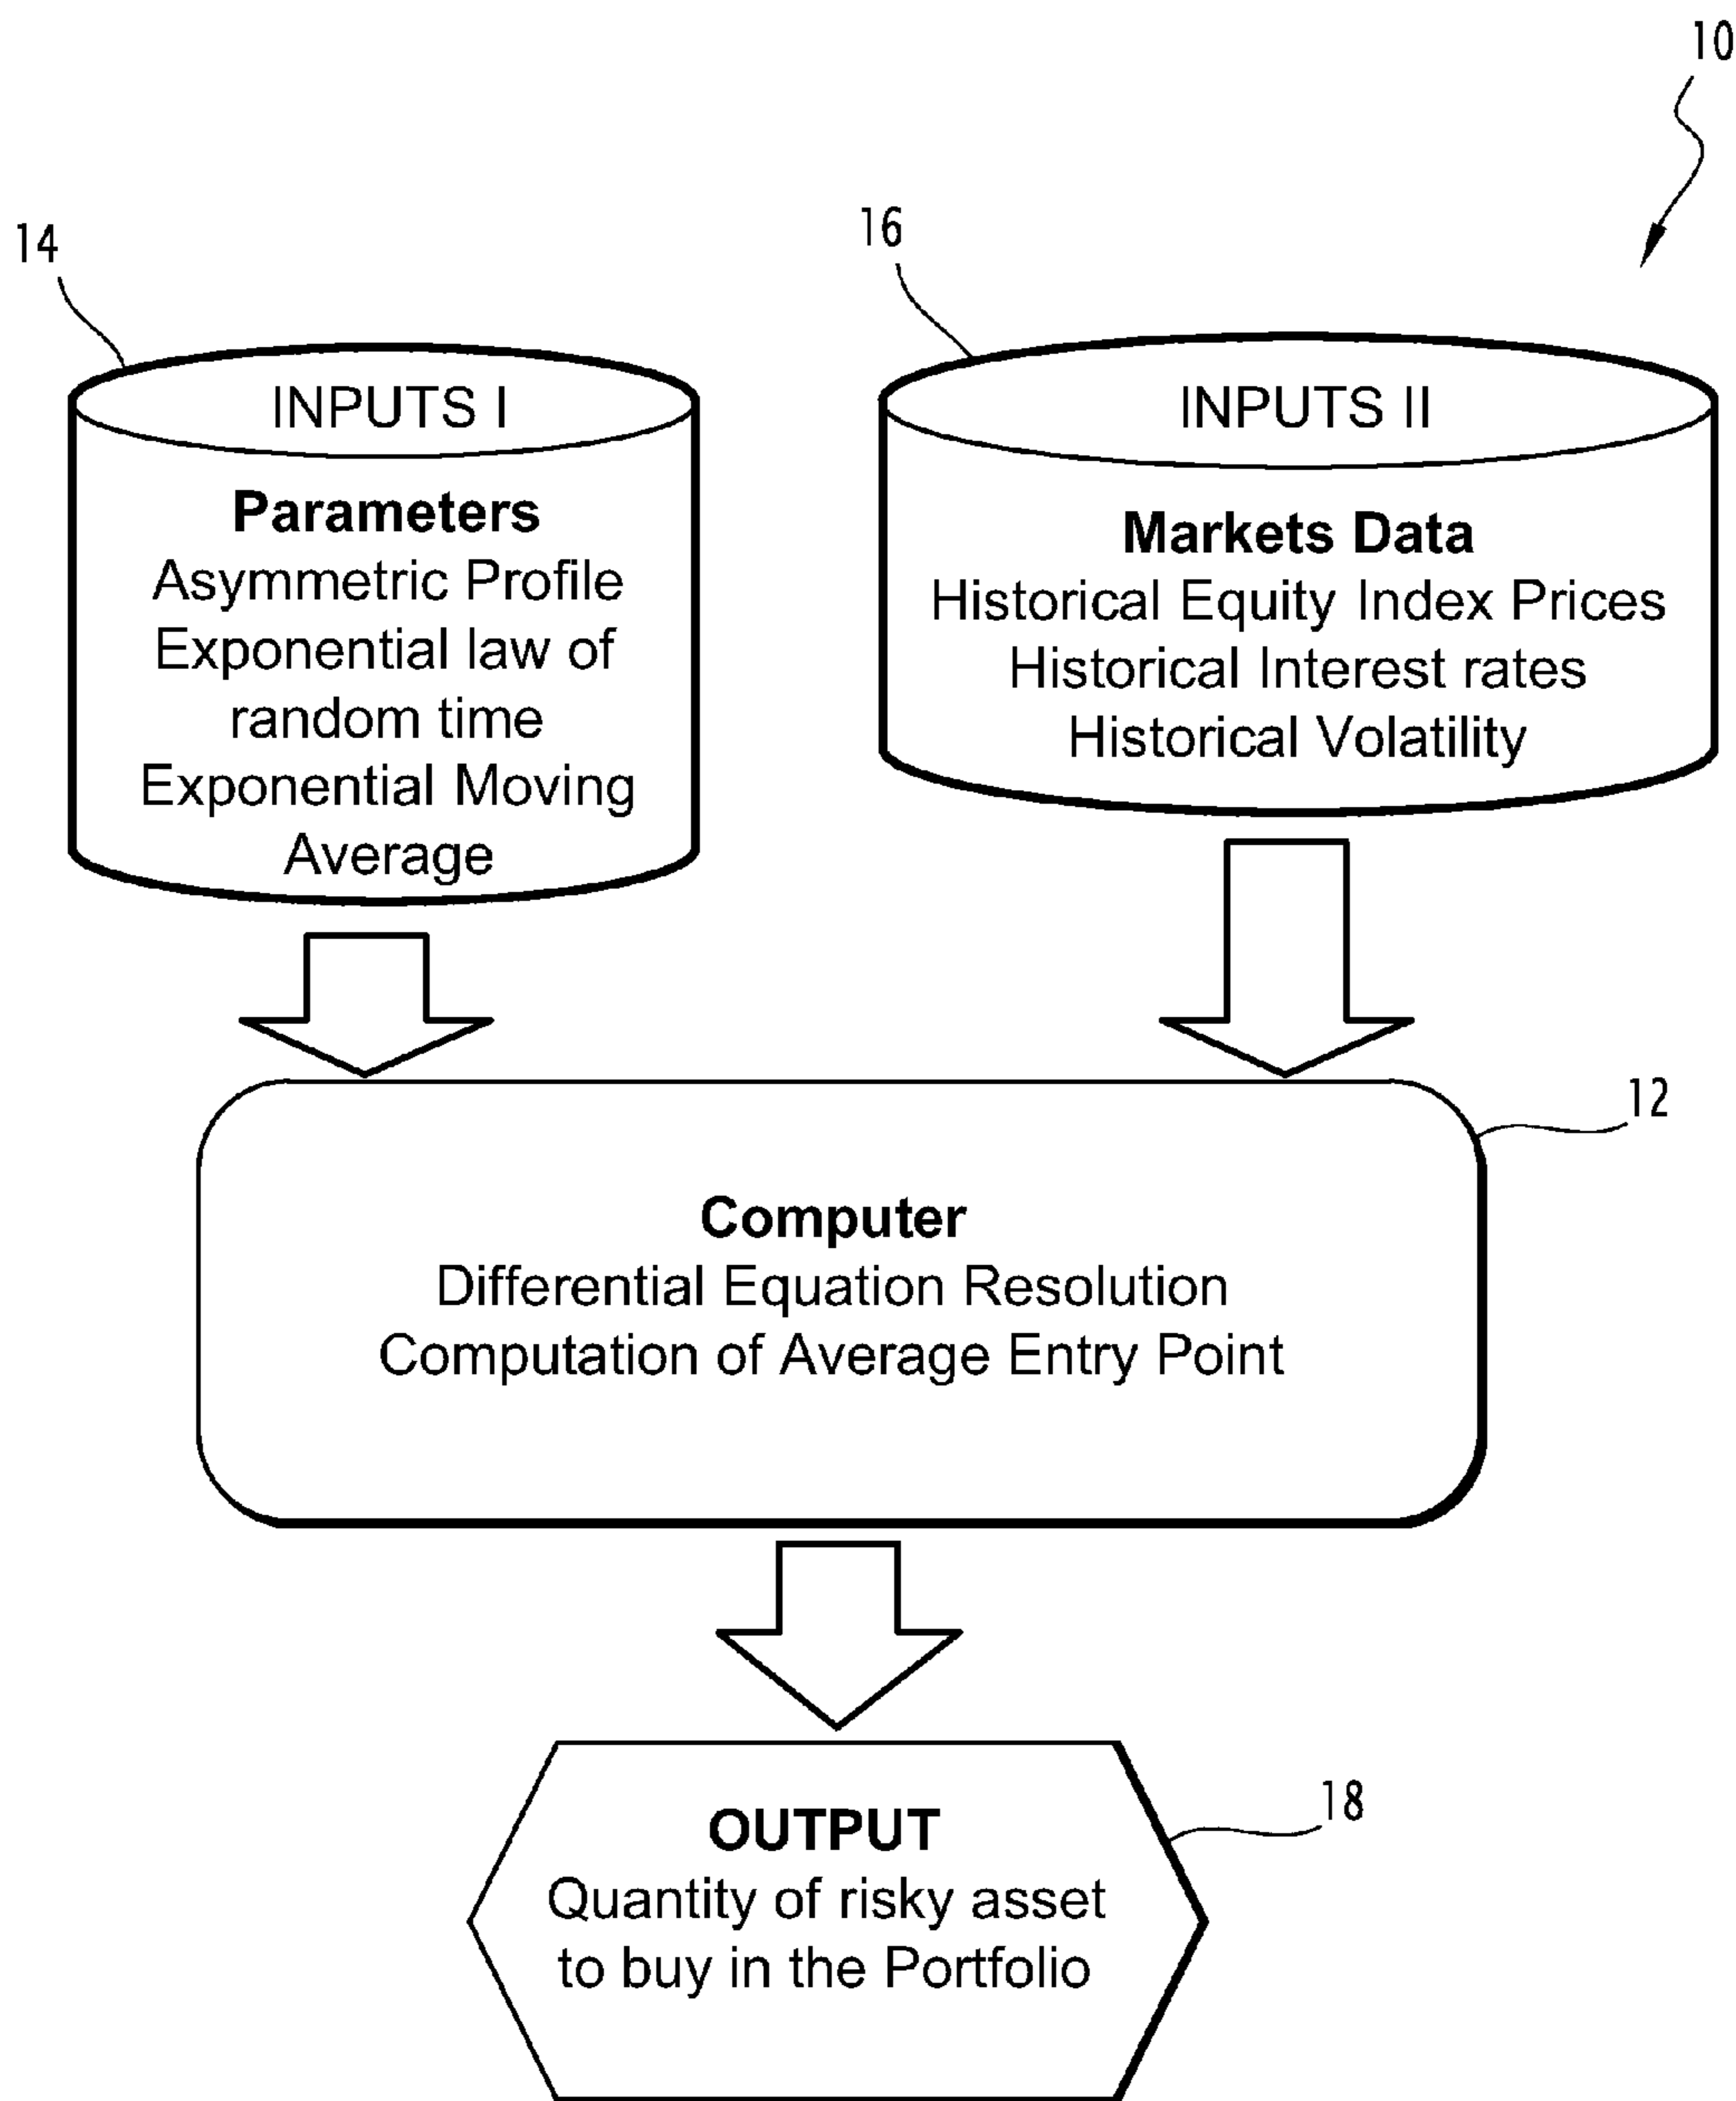 10
14
16
INPUTS I
Parameters
Asymmetric Profile
Exponential law of
random time
Exponential Moving
Average
INPUTS II
Markets Data
Historical Equity Index Prices
Historical Interest rates
Historical Volatility
12
Computer
Differential Equation Resolution
Computation of Average Entry Point
18
OUTPUT
Quantity of risky asset
to buy in the Portfolio